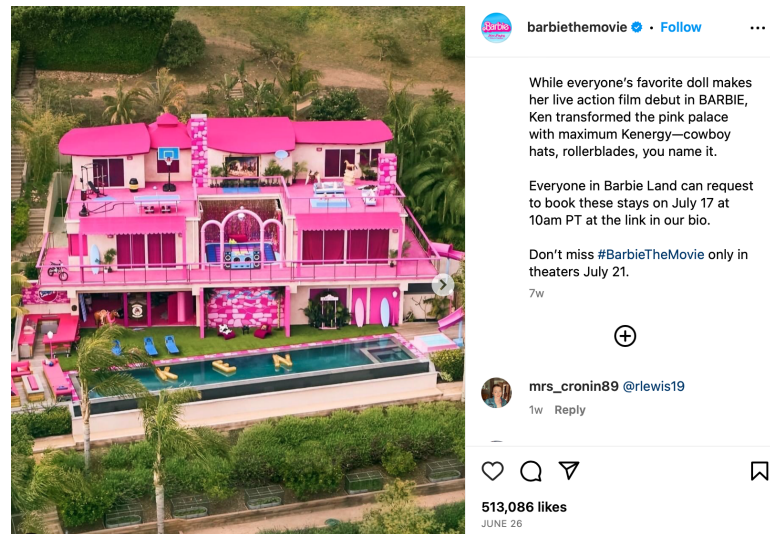 Barbie
barbiethemovie • Follow
While everyone’s favorite doll makes
her live action film debut in BARBIE,
Ken transformed the pink palace
with maximum Kenergy—cowboy
hats, rollerblades, you name it.
Everyone in Barbie Land can request
to book these stays on July 17 at
10am PT at the link in our bio.
Don’t miss #BarbieTheMovie only in
theaters July 21.
7w
mrs_cronin89 @rlewis19
1w Reply
KEN
513,086 likes
JUNE 26